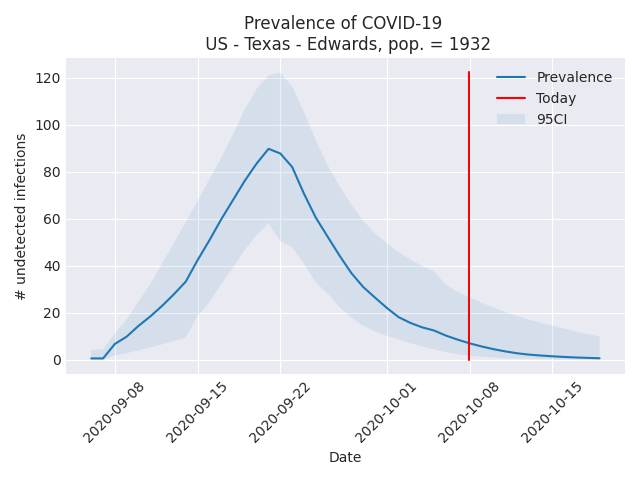 Prevalence of COVID-19
US - Texas - Edwards, pop. = 1932
Prevalence
Today
95CI
# undetected infections
120
100
80
60
40
20
0
2020-09-08
2020-09-15
2020-09-22
2020-10-01
2020-10-08
2020-10-15
Date